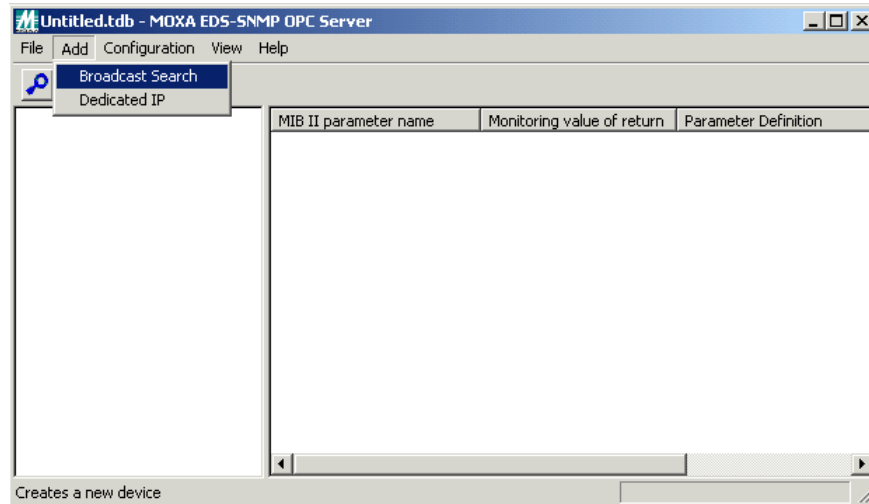 Untitled.tdb - MOXA EDS-SNMP OPC Server
File Add Configuration View Help
Broadcast Search
Dedicated IP
MIB II parameter name Monitoring value of return Parameter Definition
Creates a new device